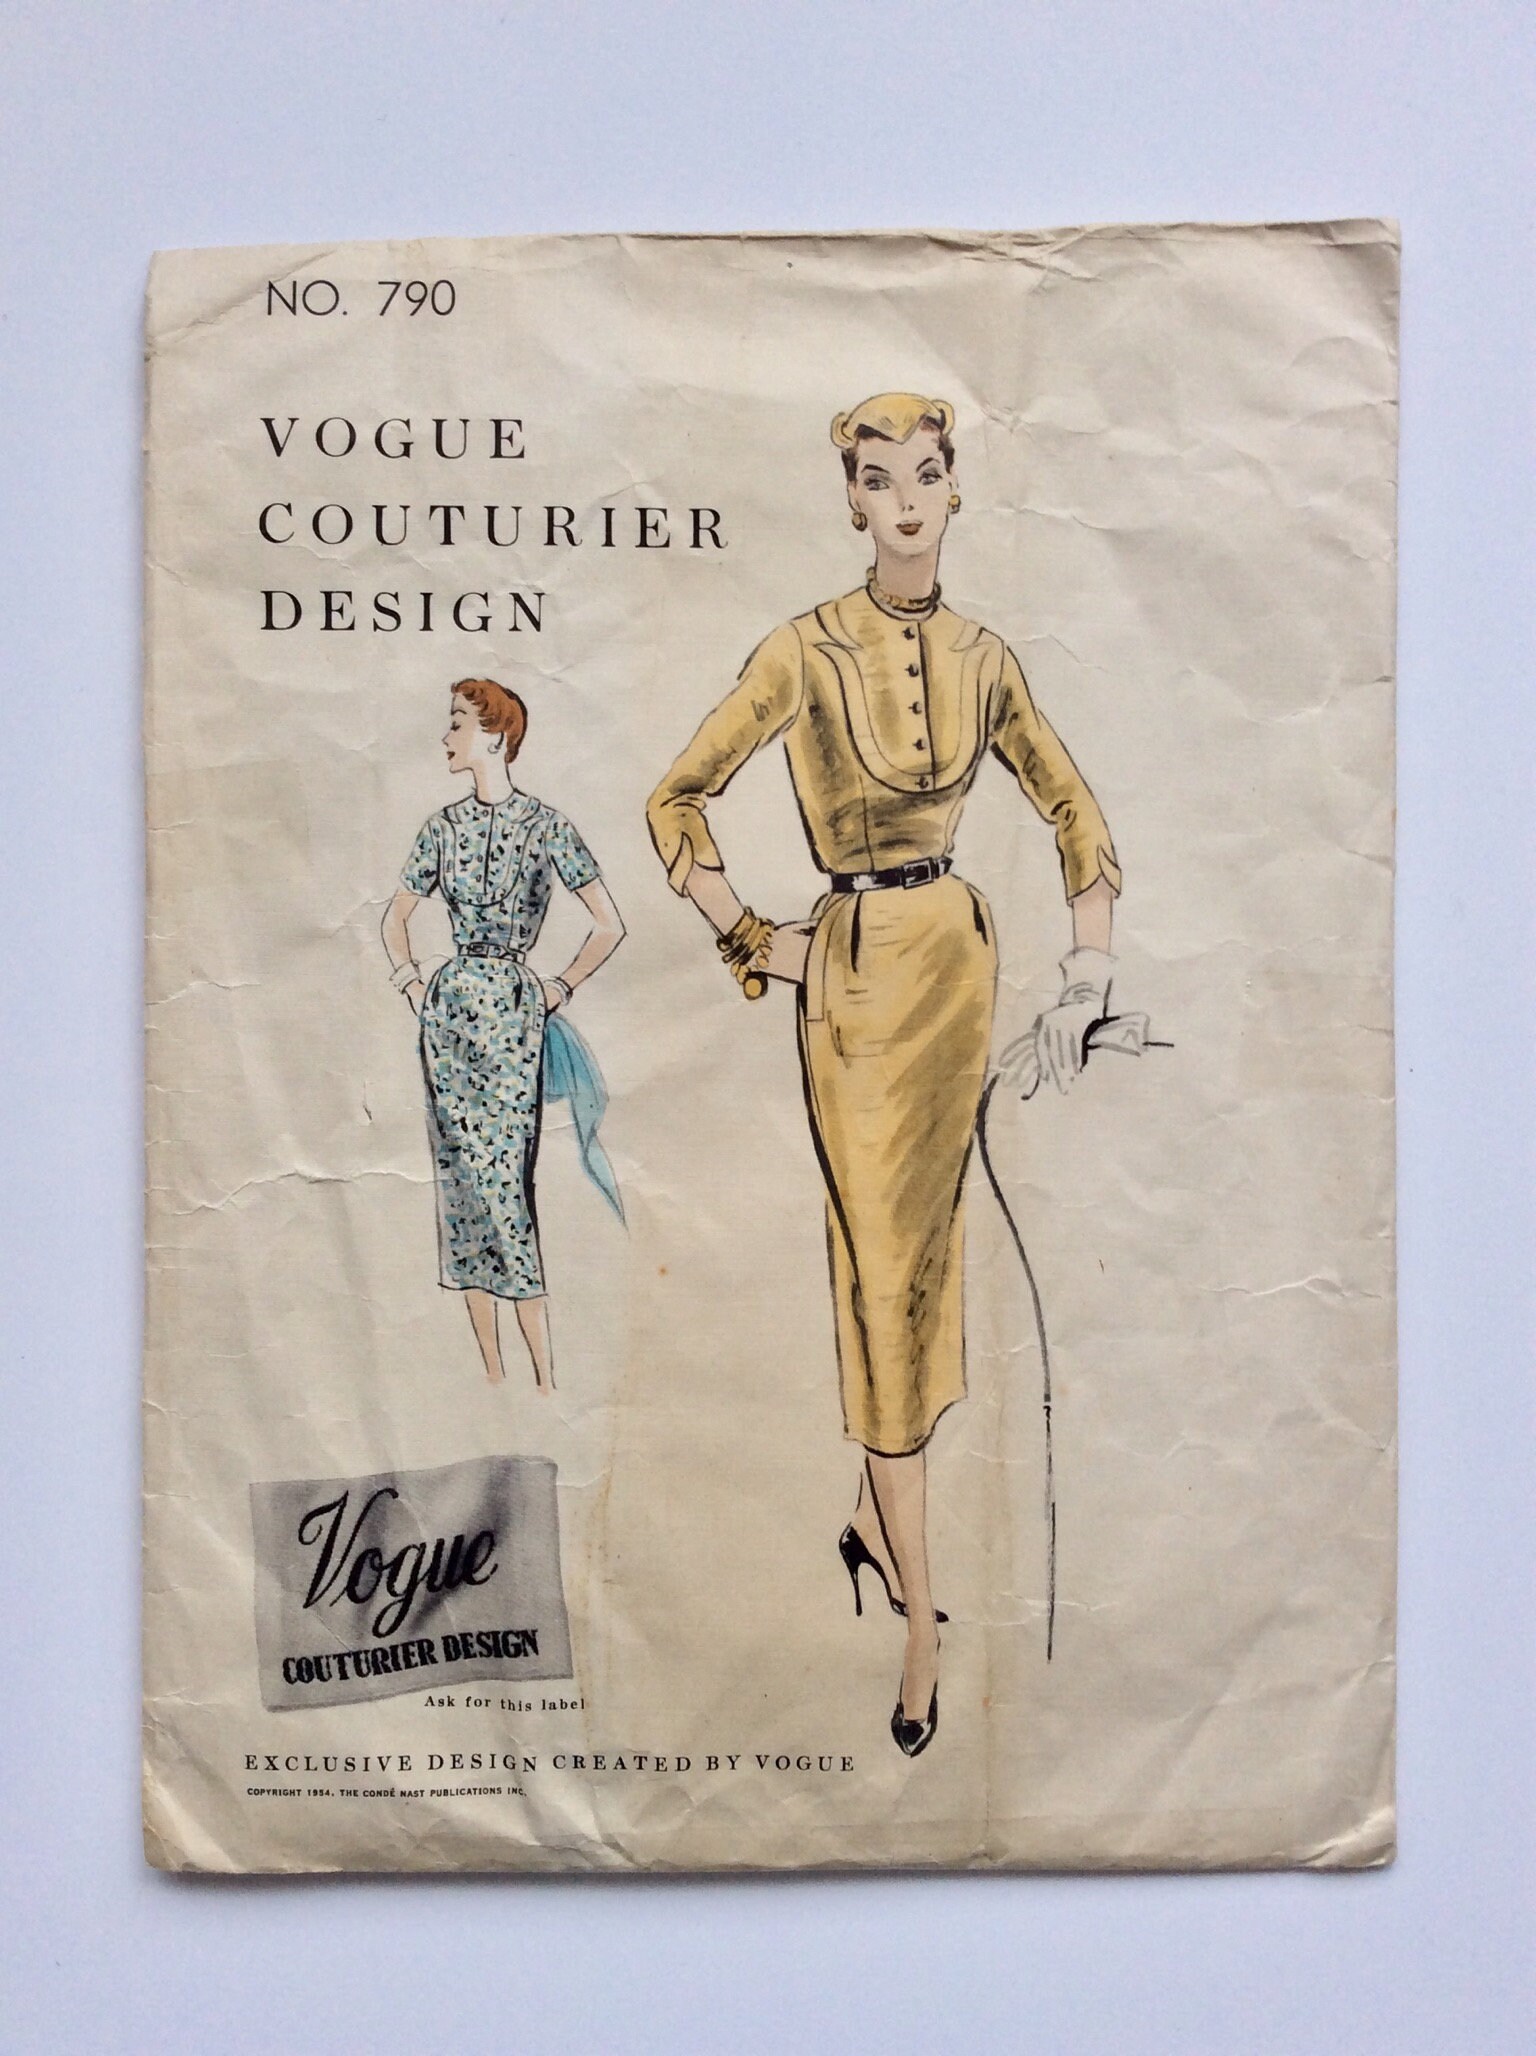 NO. 790
VOGUE
COUTURIER
DESIGN
Vogue
COUTURIER DESIGN
Ask for this label
EXCLUSIVE DESIGN CREATED BY VOGUE
COPYRIGHT 1954, THE CONDÉ NAST PUBLICATIONS INC.